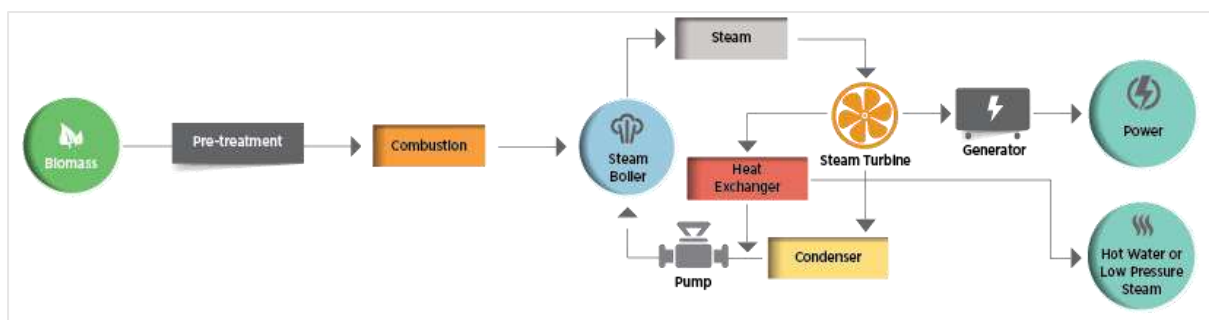 Biomass
Pre-treatment
Combustion
Steam
Boiler
Steam
Steam Turbine
Generator
Power
Heat
Exchanger
Condenser
Pump
Hot Water or
Low Pressure
Steam